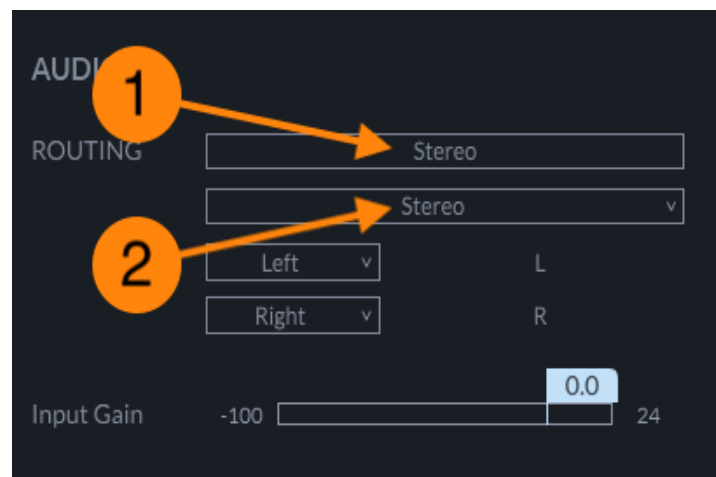 AUDI
1
ROUTING Stereo
Stereo
2
Left L
Right R
0.0
Input Gain -100 24